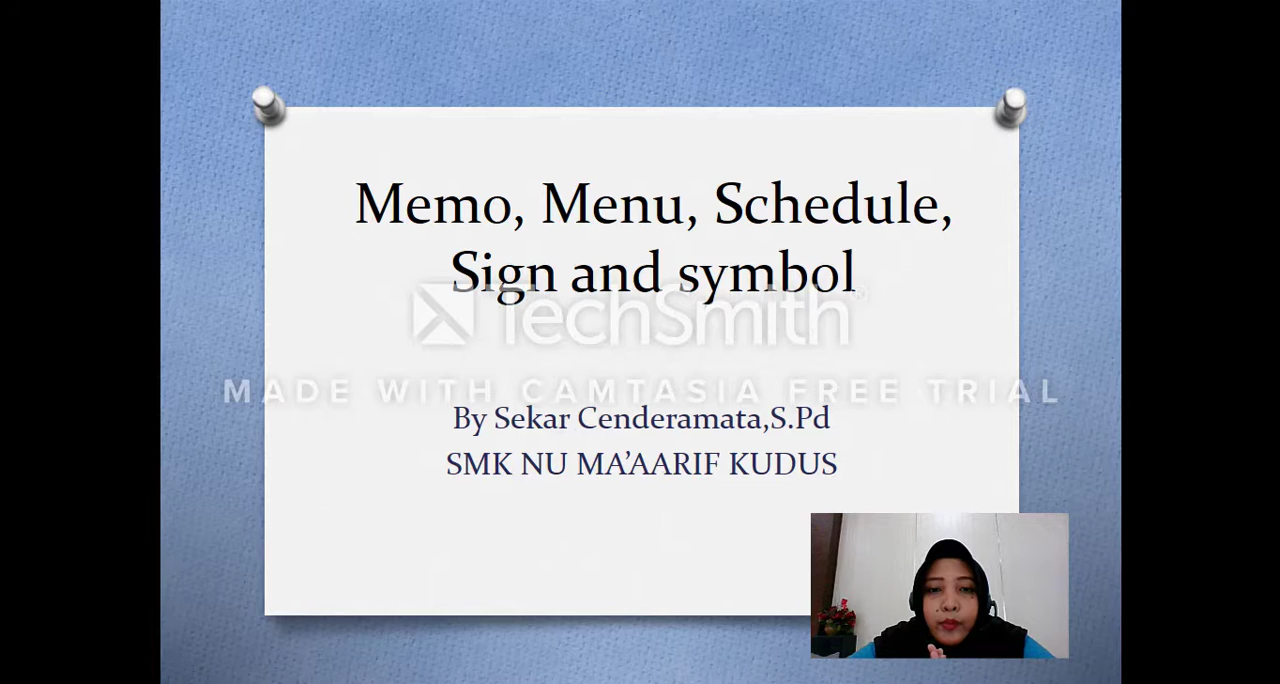 Memo, Menu, Schedule,
Sign and symbol
TechSmith®
MADE WITH CAMTASIA FREE TRIAL
By Sekar Cenderamata,S.Pd
SMK NU MA’AARIF KUDUS